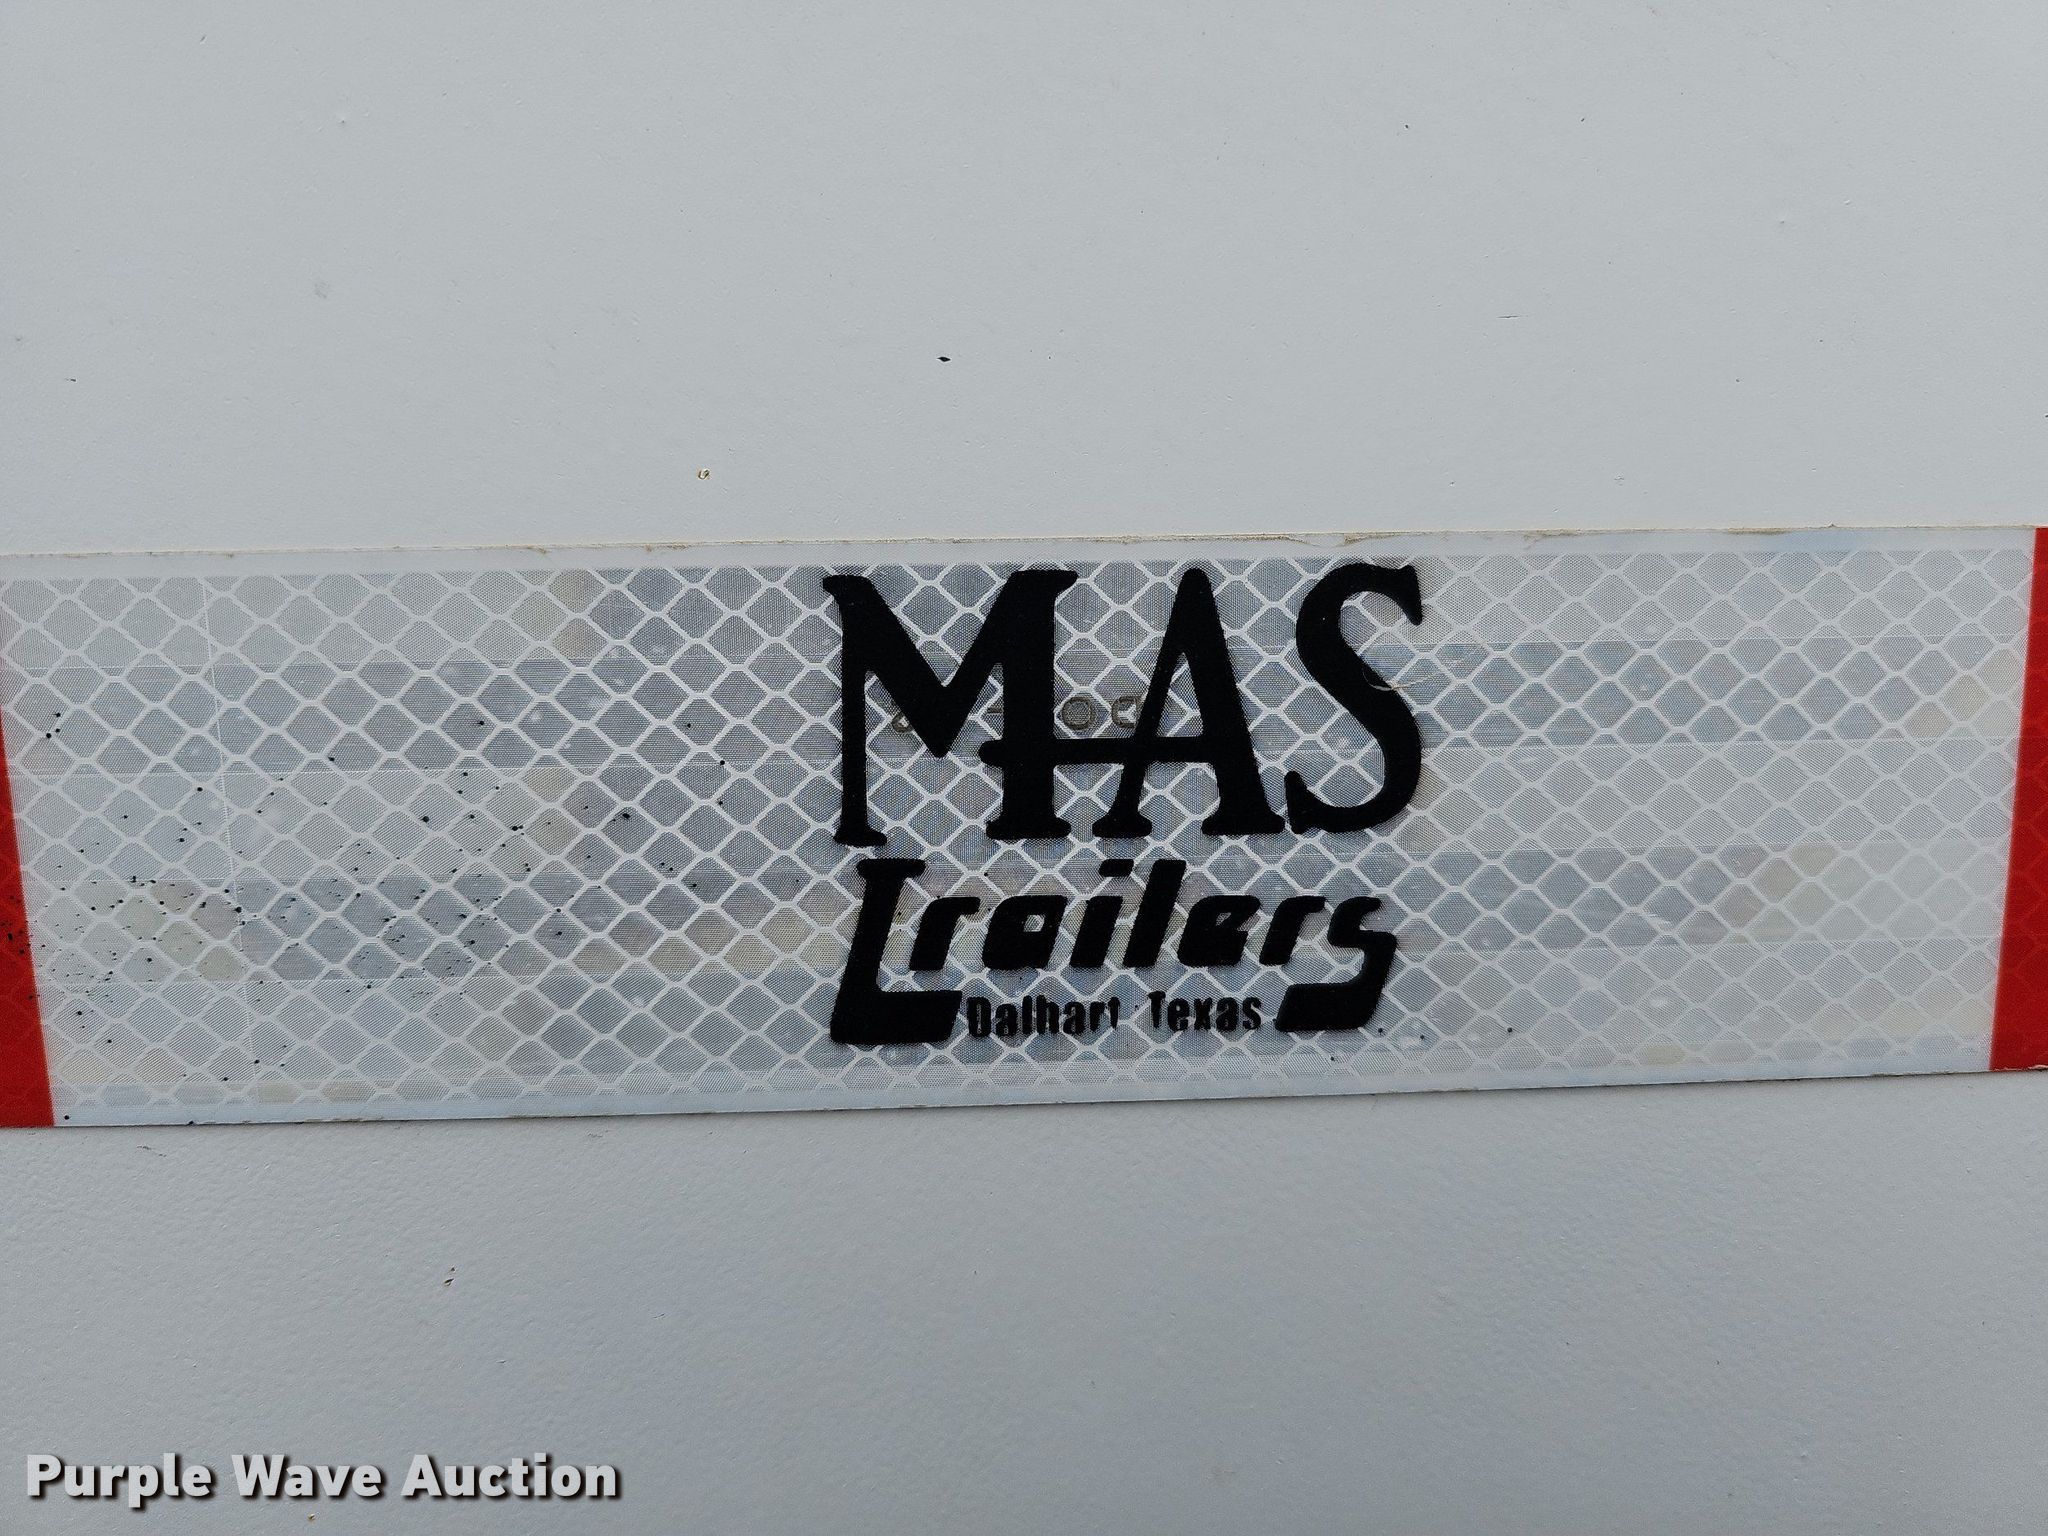 MAS
Trailers
Dalhart Texas
Purple Wave Auction